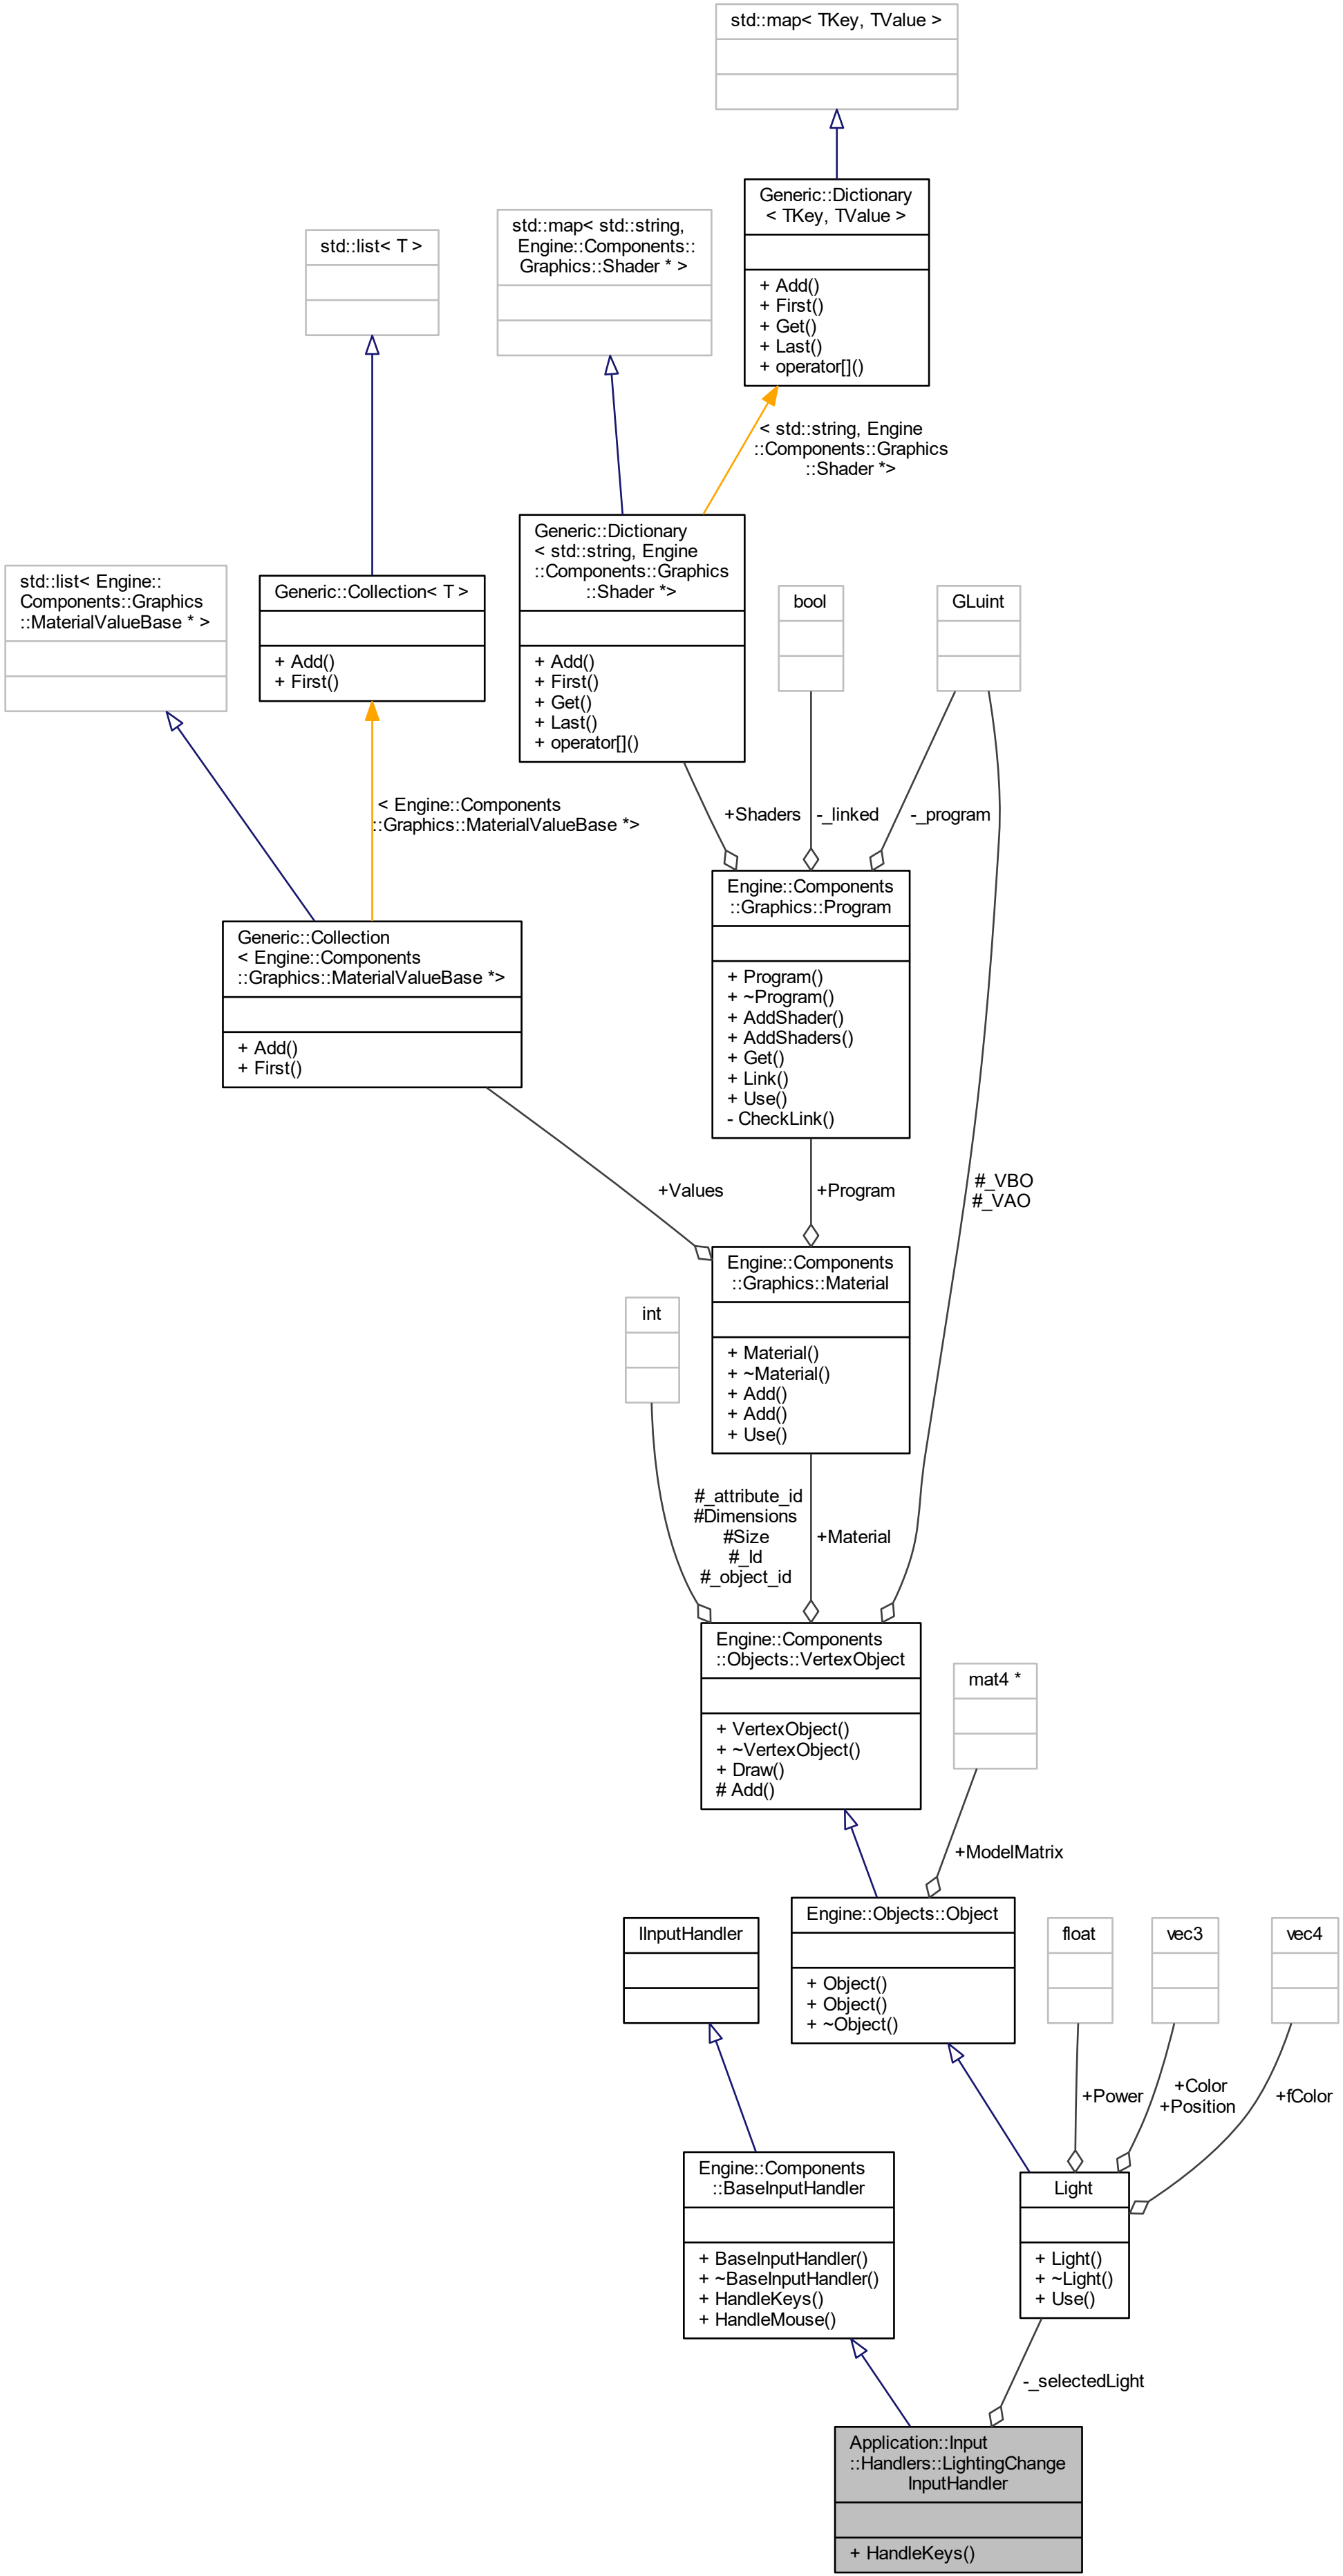 std::map< TKey, TValue >
Generic::Dictionary
< TKey, TValue >
+ Add()
+ First()
+ Get()
+ Last()
+ operator[]()
std::map< std::string,
Engine::Components::
Graphics::Shader * >
std::list< T >
< std::string, Engine
::Components::Graphics
::Shader *>
Generic::Dictionary
< std::string, Engine
::Components::Graphics
::Shader *>
+ Add()
+ First()
+ Get()
+ Last()
+ operator[]()
std::list< Engine::
Components::Graphics
::MaterialValueBase * >
Generic::Collection< T >
+ Add()
+ First()
bool
GLuint
< Engine::Components
::Graphics::MaterialValueBase *>
+Shaders
-_linked
-_program
Engine::Components
::Graphics::Program
+ Program()
+ ~Program()
+ AddShader()
+ AddShaders()
+ Get()
+ Link()
+ Use()
- CheckLink()
Generic::Collection
< Engine::Components
::Graphics::MaterialValueBase *>
+ Add()
+ First()
+Values
+Program
#_VBO
#_VAO
Engine::Components
::Graphics::Material
+ Material()
+ ~Material()
+ Add()
+ Add()
+ Use()
int
#_attribute_id
#Dimensions
#Size
#_Id
#_object_id
+Material
Engine::Components
::Objects::VertexObject
+ VertexObject()
+ ~VertexObject()
+ Draw()
# Add()
mat4 *
+ModelMatrix
IInputHandler
Engine::Objects::Object
+ Object()
+ Object()
+ ~Object()
float
vec3
vec4
+Power
+Color
+Position
+fColor
Engine::Components
::BaseInputHandler
+ BaseInputHandler()
+ ~BaseInputHandler()
+ HandleKeys()
+ HandleMouse()
Light
+ Light()
+ ~Light()
+ Use()
-_selectedLight
Application::Input
::Handlers::LightingChange
InputHandler
+ HandleKeys()